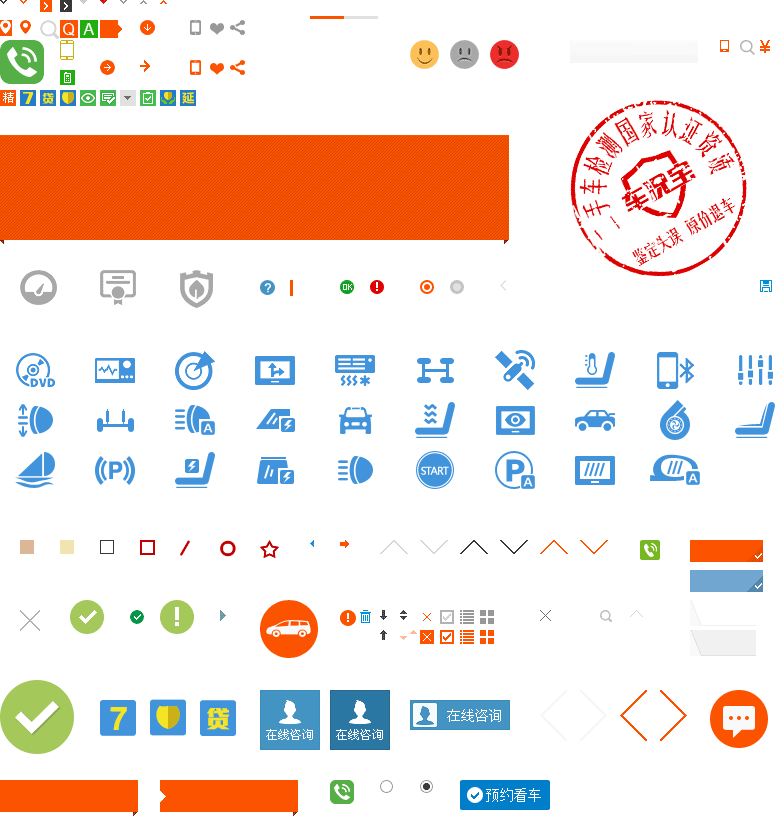 Q A
精 7 贷 延
二手车检测国家认证资质
车况宝
鉴定失误 原价退车
? OK !
DVD
A A
(P) START P A A
!
!
7 贷
在线咨询 在线咨询 在线咨询
预约看车